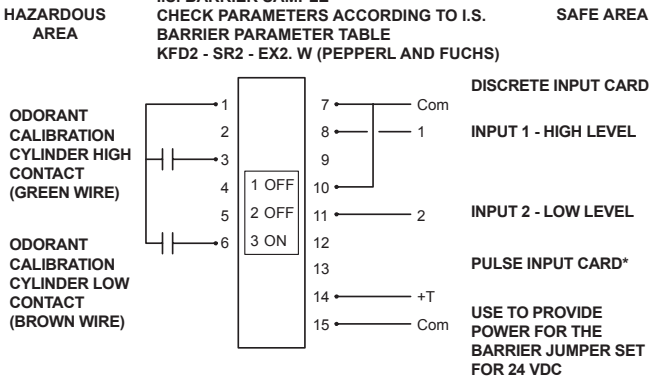 I.S. BARRIER SAMPLE
HAZARDOUS
AREA
CHECK PARAMETERS ACCORDING TO I.S.
BARRIER PARAMETER TABLE
KFD2 - SR2 - EX2. W (PEPPERL AND FUCHS)
SAFE AREA
ODORANT
CALIBRATION
CYLINDER HIGH
CONTACT
(GREEN WIRE)
ODORANT
CALIBRATION
CYLINDER LOW
CONTACT
(BROWN WIRE)
1
2
3
4
5
6
1 OFF
2 OFF
3 ON
7
8
9
10
11
12
13
14
15
Com
1
2
+T
Com
DISCRETE INPUT CARD
INPUT 1 - HIGH LEVEL
INPUT 2 - LOW LEVEL
PULSE INPUT CARD*
USE TO PROVIDE
POWER FOR THE
BARRIER JUMPER SET
FOR 24 VDC